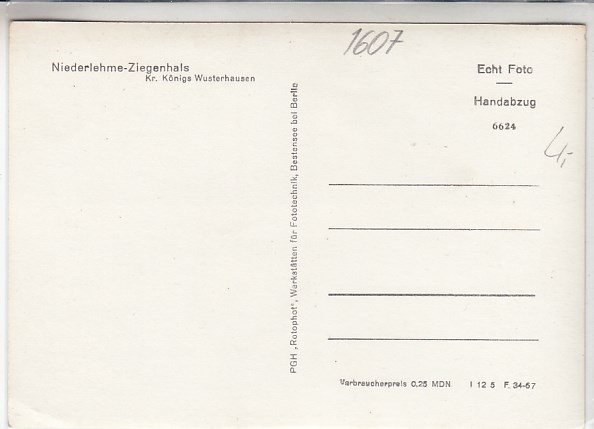 1607
Niederlehme-Ziegenhals
Kr. Königs Wusterhausen
Echt Foto
Handabzug
6624
4,-
PGH „Rotophot“, Werkstätten für Fototechnik, Bestensee bei Berlin
Verbraucherpreis 0,25 MDN I 12 5 F. 34-67